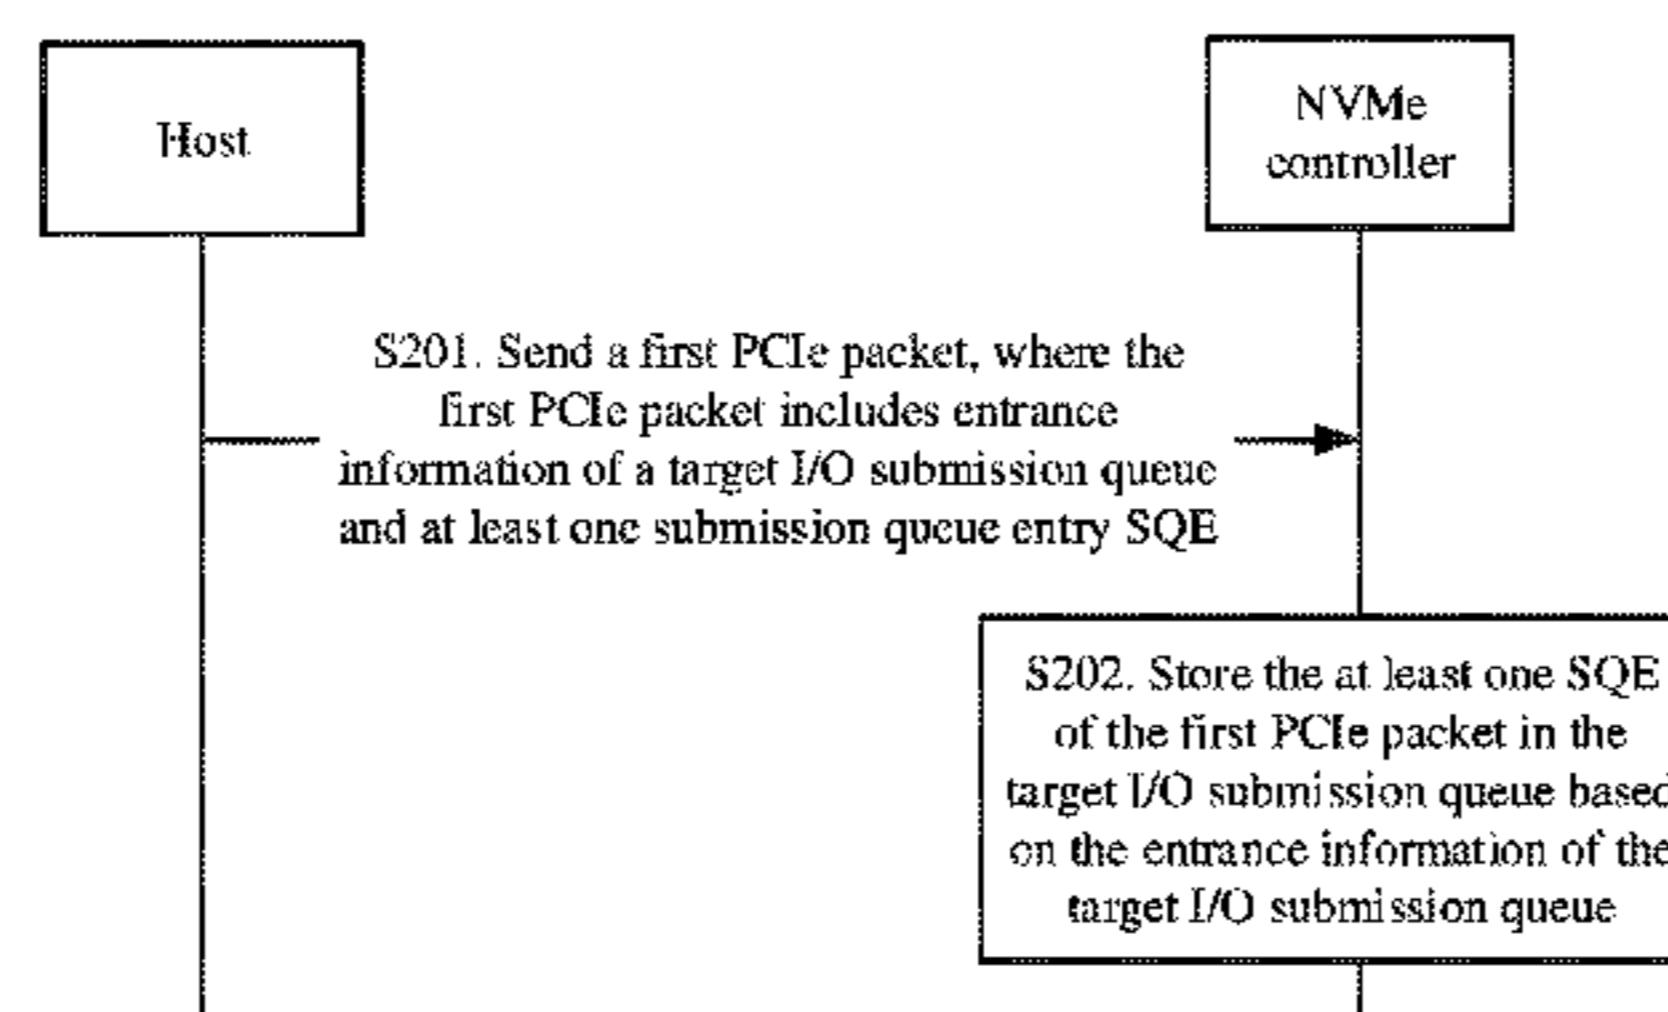 Host
NVMe
controller
S201. Send a first PCIe packet, where the
first PCIe packet includes entrance
information of a target I/O submission queue
and at least one submission queue entry SQE
S202. Store the at least one SQE
of the first PCIe packet in the
target I/O submission queue based
on the entrance information of the
target I/O submission queue